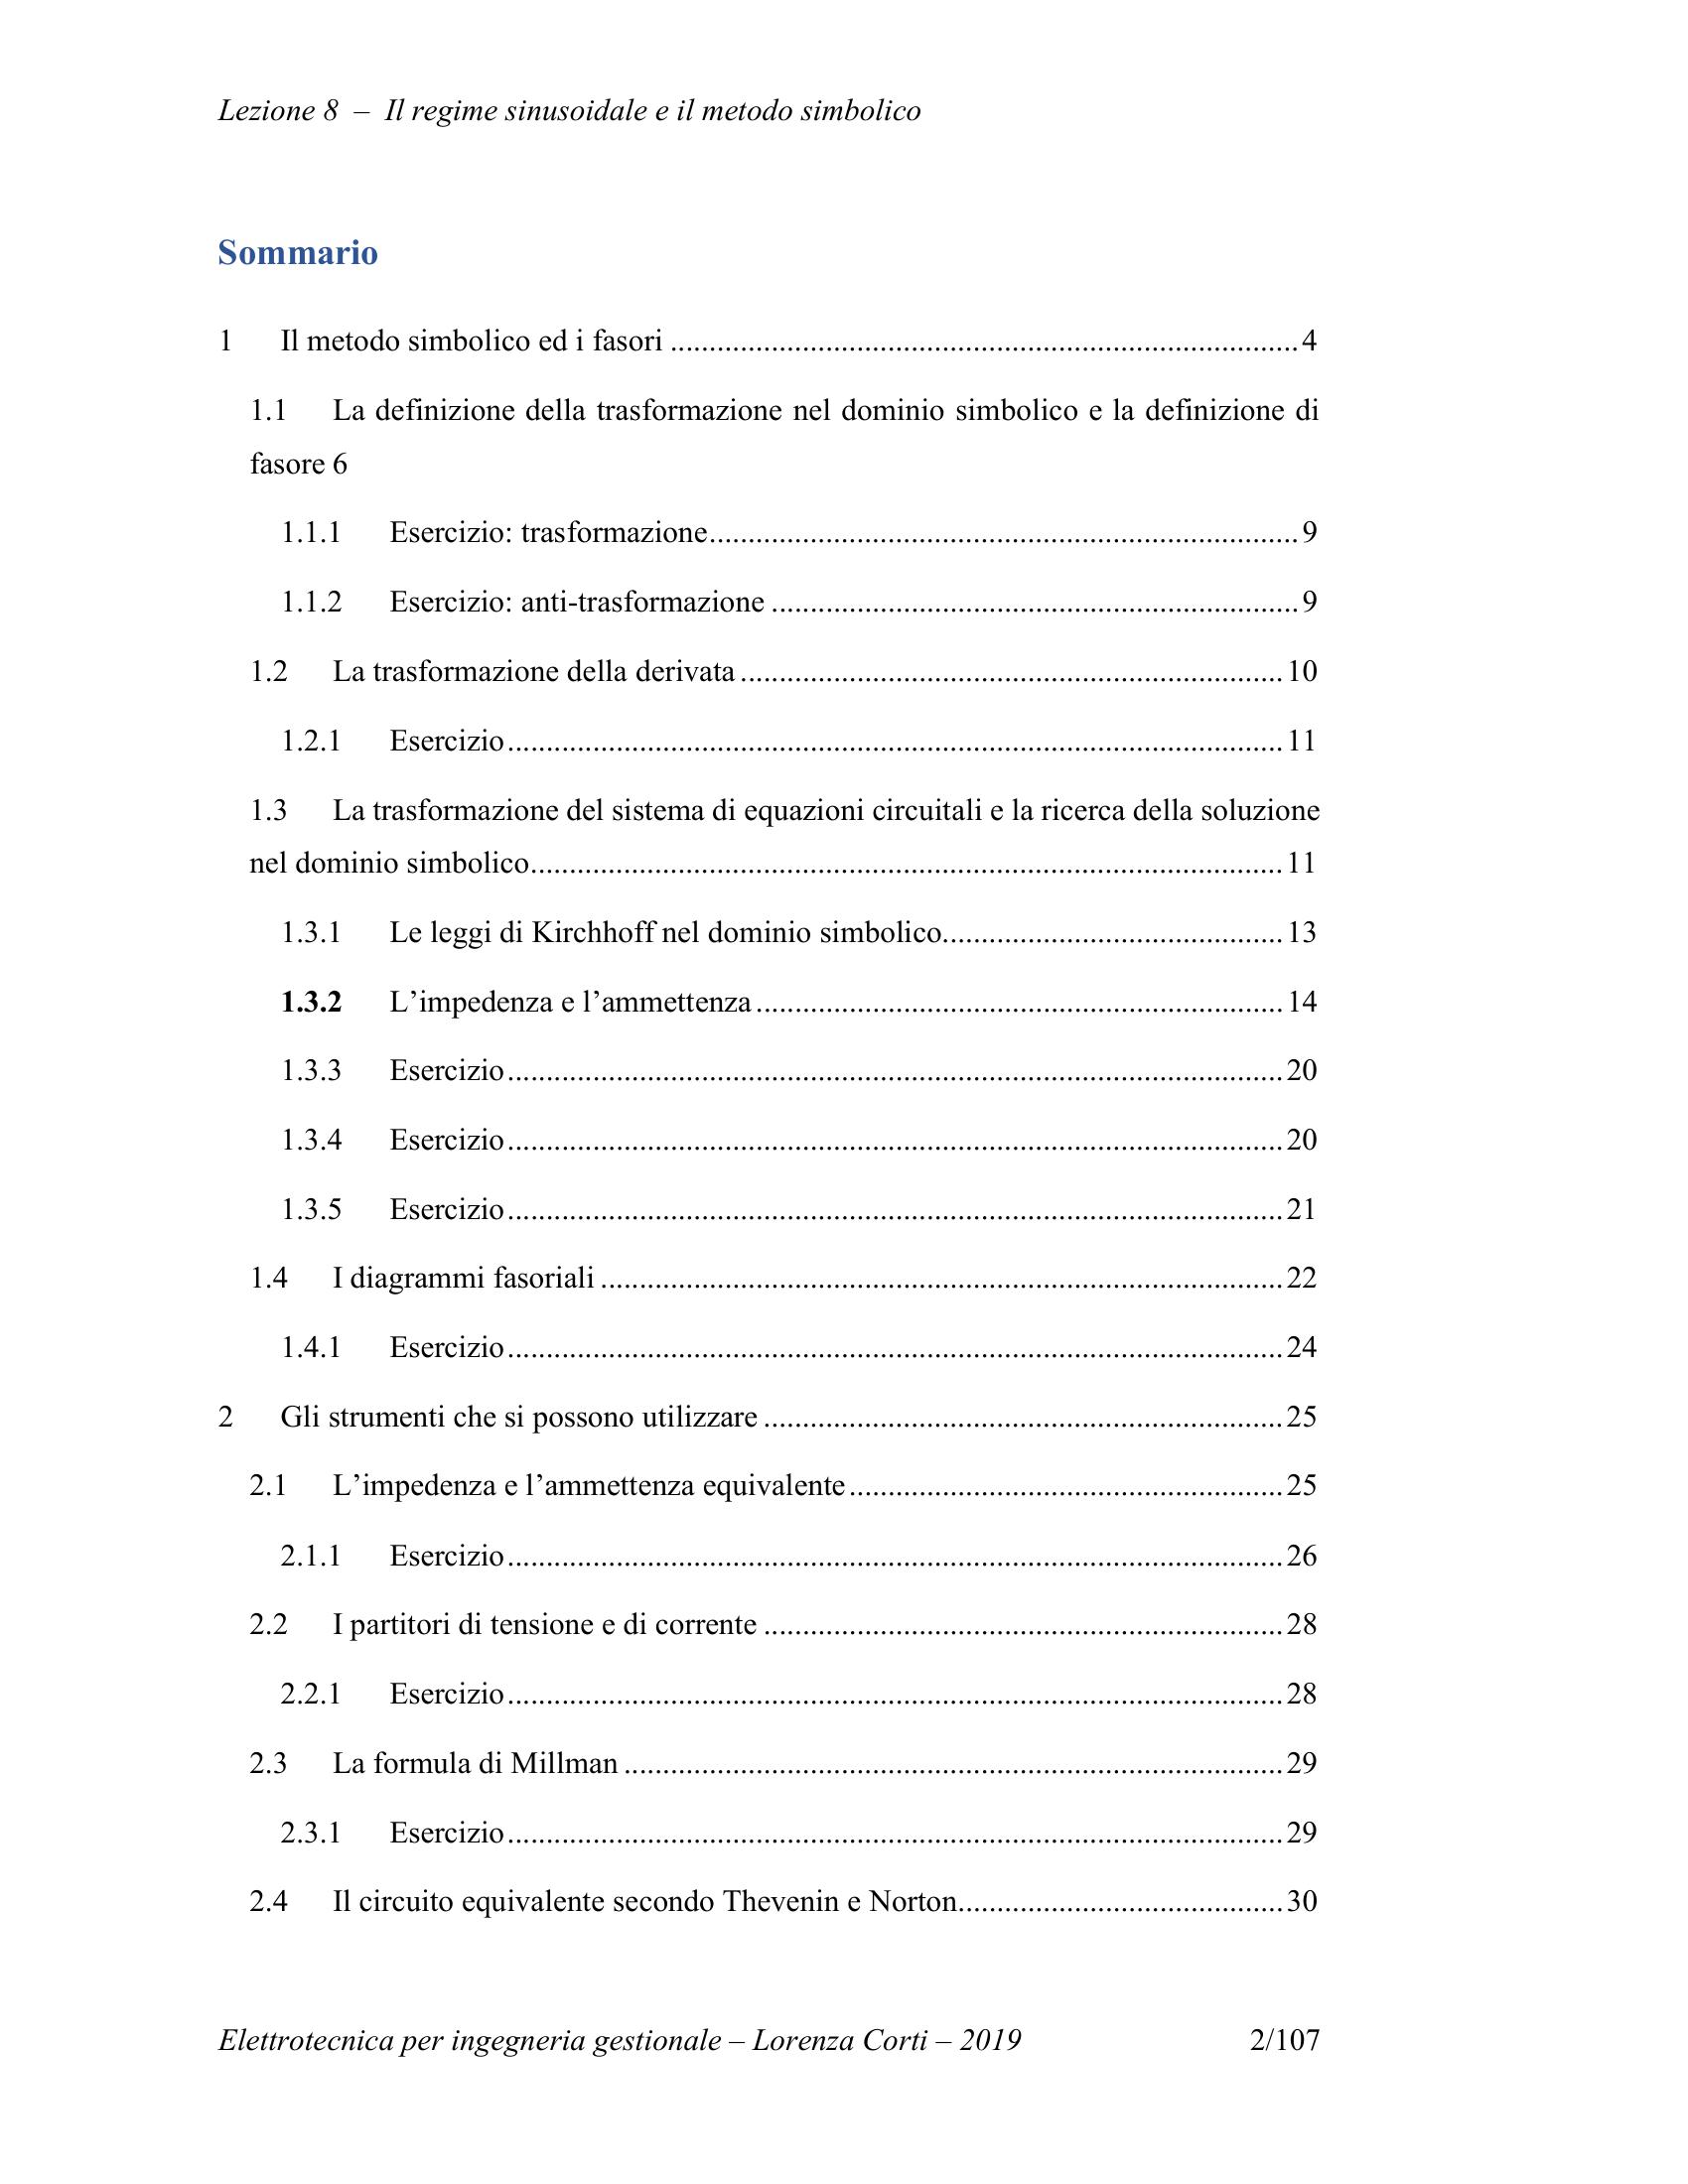 Lezione 8 – Il regime sinusoidale e il metodo simbolico
Sommario
1 Il metodo simbolico ed i fasori ................................................................................ 4
1.1 La definizione della trasformazione nel dominio simbolico e la definizione di
fasore 6
1.1.1 Esercizio: trasformazione ........................................................................... 9
1.1.2 Esercizio: anti-trasformazione .................................................................... 9
1.2 La trasformazione della derivata ...................................................................... 10
1.2.1 Esercizio .................................................................................................... 11
1.3 La trasformazione del sistema di equazioni circuitali e la ricerca della soluzione
nel dominio simbolico ................................................................................................. 11
1.3.1 Le leggi di Kirchhoff nel dominio simbolico ............................................ 13
1.3.2 L’impedenza e l’ammettenza .................................................................... 14
1.3.3 Esercizio .................................................................................................... 20
1.3.4 Esercizio .................................................................................................... 20
1.3.5 Esercizio .................................................................................................... 21
1.4 I diagrammi fasoriali ........................................................................................ 22
1.4.1 Esercizio .................................................................................................... 24
2 Gli strumenti che si possono utilizzare .................................................................. 25
2.1 L’impedenza e l’ammettenza equivalente ........................................................ 25
2.1.1 Esercizio .................................................................................................... 26
2.2 I partitori di tensione e di corrente ................................................................... 28
2.2.1 Esercizio .................................................................................................... 28
2.3 La formula di Millman ..................................................................................... 29
2.3.1 Esercizio .................................................................................................... 29
2.4 Il circuito equivalente secondo Thevenin e Norton .......................................... 30
Elettrotecnica per ingegneria gestionale – Lorenza Corti – 2019 2/107